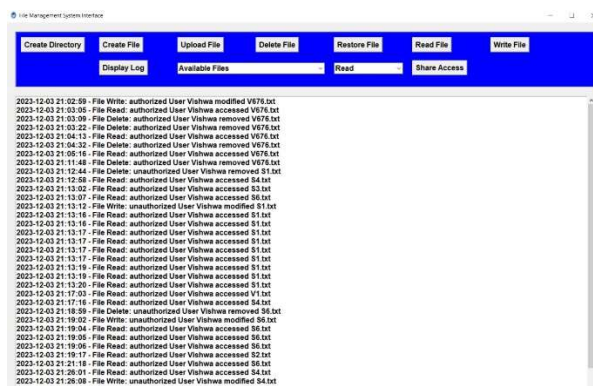 File Management System Interface
Create Directory Create File Upload File Delete File Restore File Read File Write File
Display Log Available Files Read Share Access
2023-12-03 21:02:59 - File Write: authorized User Vishwa modified V676.txt
2023-12-03 21:03:05 - File Read: authorized User Vishwa accessed V676.txt
2023-12-03 21:03:09 - File Delete: authorized User Vishwa removed V676.txt
2023-12-03 21:03:22 - File Delete: authorized User Vishwa removed V676.txt
2023-12-03 21:04:13 - File Read: authorized User Vishwa accessed V676.txt
2023-12-03 21:04:32 - File Delete: authorized User Vishwa removed V676.txt
2023-12-03 21:05:16 - File Read: authorized User Vishwa accessed V676.txt
2023-12-03 21:11:48 - File Delete: authorized User Vishwa removed V676.txt
2023-12-03 21:12:44 - File Delete: unauthorized User Vishwa removed S1.txt
2023-12-03 21:12:58 - File Read: authorized User Vishwa accessed S4.txt
2023-12-03 21:13:02 - File Read: authorized User Vishwa accessed S3.txt
2023-12-03 21:13:07 - File Read: authorized User Vishwa accessed S6.txt
2023-12-03 21:13:12 - File Write: unauthorized User Vishwa modified S1.txt
2023-12-03 21:13:16 - File Read: authorized User Vishwa accessed S1.txt
2023-12-03 21:13:16 - File Read: authorized User Vishwa accessed S1.txt
2023-12-03 21:13:17 - File Read: authorized User Vishwa accessed S1.txt
2023-12-03 21:13:17 - File Read: authorized User Vishwa accessed S1.txt
2023-12-03 21:13:17 - File Read: authorized User Vishwa accessed S1.txt
2023-12-03 21:13:17 - File Read: authorized User Vishwa accessed S1.txt
2023-12-03 21:13:19 - File Read: authorized User Vishwa accessed S1.txt
2023-12-03 21:13:19 - File Read: authorized User Vishwa accessed S1.txt
2023-12-03 21:13:20 - File Read: authorized User Vishwa accessed S1.txt
2023-12-03 21:17:03 - File Read: authorized User Vishwa accessed V1.txt
2023-12-03 21:17:16 - File Read: authorized User Vishwa accessed S4.txt
2023-12-03 21:18:59 - File Delete: unauthorized User Vishwa removed S6.txt
2023-12-03 21:19:02 - File Write: unauthorized User Vishwa modified S6.txt
2023-12-03 21:19:04 - File Read: authorized User Vishwa accessed S6.txt
2023-12-03 21:19:05 - File Read: authorized User Vishwa accessed S6.txt
2023-12-03 21:19:06 - File Read: authorized User Vishwa accessed S6.txt
2023-12-03 21:19:17 - File Read: authorized User Vishwa accessed S2.txt
2023-12-03 21:21:18 - File Read: authorized User Vishwa accessed S6.txt
2023-12-03 21:26:01 - File Read: authorized User Vishwa accessed S4.txt
2023-12-03 21:26:08 - File Write: unauthorized User Vishwa modified S4.txt